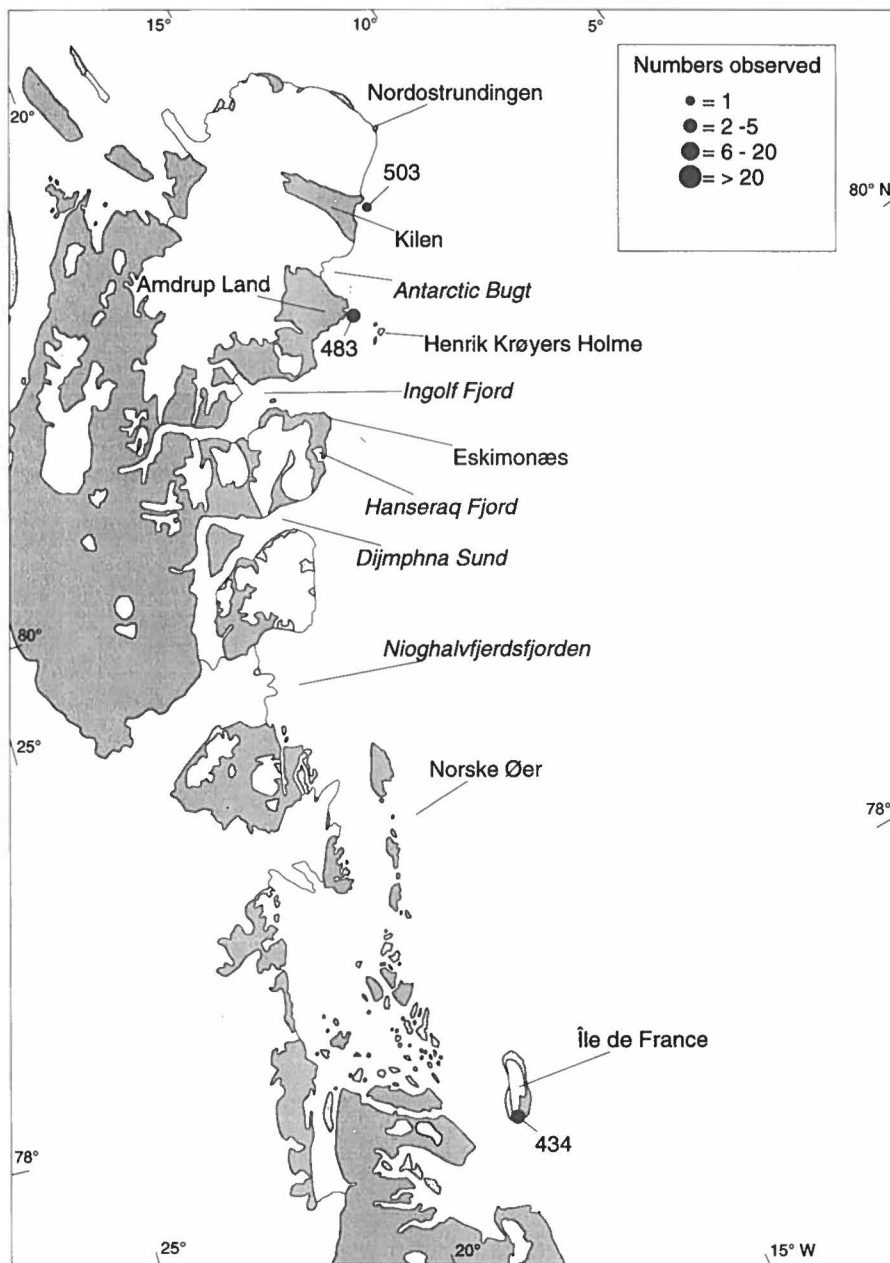 15°
10°
5°
Numbers observed
= 1
= 2 -5
= 6 - 20
= > 20
Nordostrundingen
20°
503
80° N
Kilen
Amdrup Land
Antarctic Bugt
483
Henrik Krøyers Holme
Ingolf Fjord
Eskimonæs
Hanseraq Fjord
Dijmphna Sund
80°
Nioghalvfjerdsfjorden
25°
Norske Øer
78°
Île de France
434
78°
25°
20°
15° W